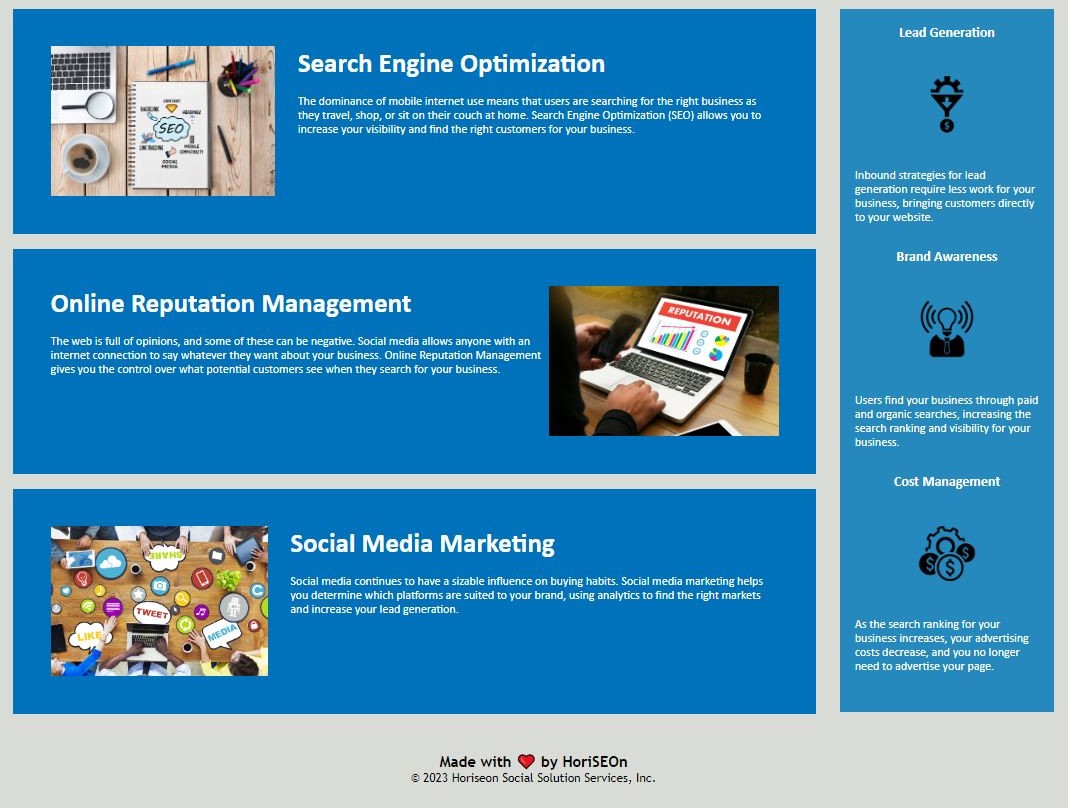 Search Engine Optimization
The dominance of mobile internet use means that users are searching for the right business as
they travel, shop, or sit on their couch at home. Search Engine Optimization (SEO) allows you to
increase your visibility and find the right customers for your business.
CONTENT
BACKLINK
HEADINGS
SEO
LINK BUILDING
MOBILE
COMPATIBILITY
SOCIAL
MEDIA
Online Reputation Management
The web is full of opinions, and some of these can be negative. Social media allows anyone with an
internet connection to say whatever they want about your business. Online Reputation Management
gives you the control over what potential customers see when they search for your business.
REPUTATION
Social Media Marketing
Social media continues to have a sizable influence on buying habits. Social media marketing helps
you determine which platforms are suited to your brand, using analytics to find the right markets
and increase your lead generation.
SHARE
TWEET
LIKE
MEDIA
Lead Generation
Inbound strategies for lead
generation require less work for your
business, bringing customers directly
to your website.
Brand Awareness
Users find your business through paid
and organic searches, increasing the
search ranking and visibility for your
business.
Cost Management
As the search ranking for your
business increases, your advertising
costs decrease, and you no longer
need to advertise your page.
Made with ❤️ by HoriSEOn
© 2023 Horiseon Social Solution Services, Inc.